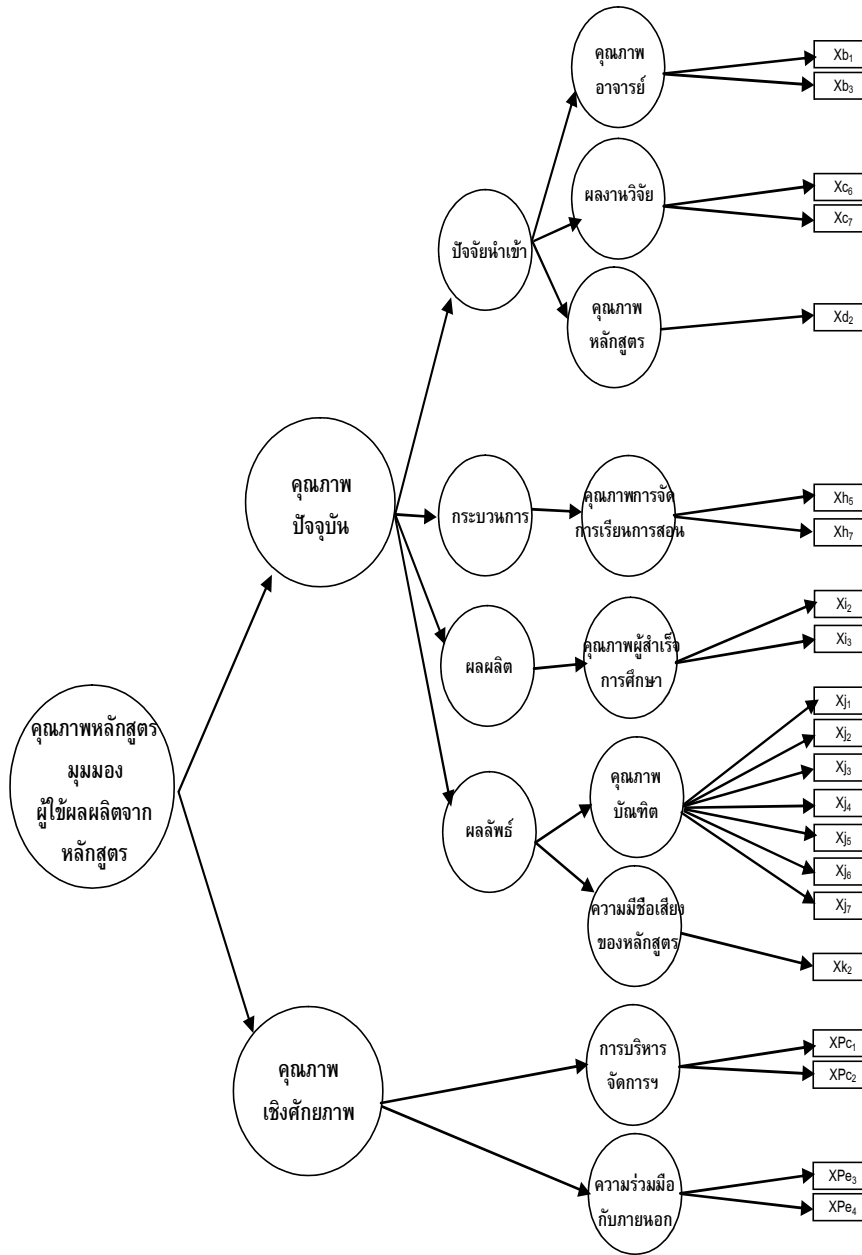 คุณภาพ
อาจารย์
Xb₁
Xb₃
ผลงานวิจัย
Xc₆
Xc₇
ปัจจัยนำเข้า
คุณภาพ
หลักสูตร
Xd₂
คุณภาพ
ปัจจุบัน
กระบวนการ
คุณภาพการจัด
การเรียนการสอน
Xh₅
Xh₇
ผลผลิต
คุณภาพผู้สำเร็จ
การศึกษา
Xi₂
Xi₃
คุณภาพหลักสูตร
มุมมอง
ผู้ใช้ผลผลิตจาก
หลักสูตร
ผลลัพธ์
คุณภาพ
บัณฑิต
Xj₁
Xj₂
Xj₃
Xj₄
Xj₅
Xj₆
Xj₇
ความมีชื่อเสียง
ของหลักสูตร
Xk₂
คุณภาพ
เชิงศักยภาพ
การบริหาร
จัดการฯ
XPc₁
XPc₂
ความร่วมมือ
กับภายนอก
XPe₃
XPe₄